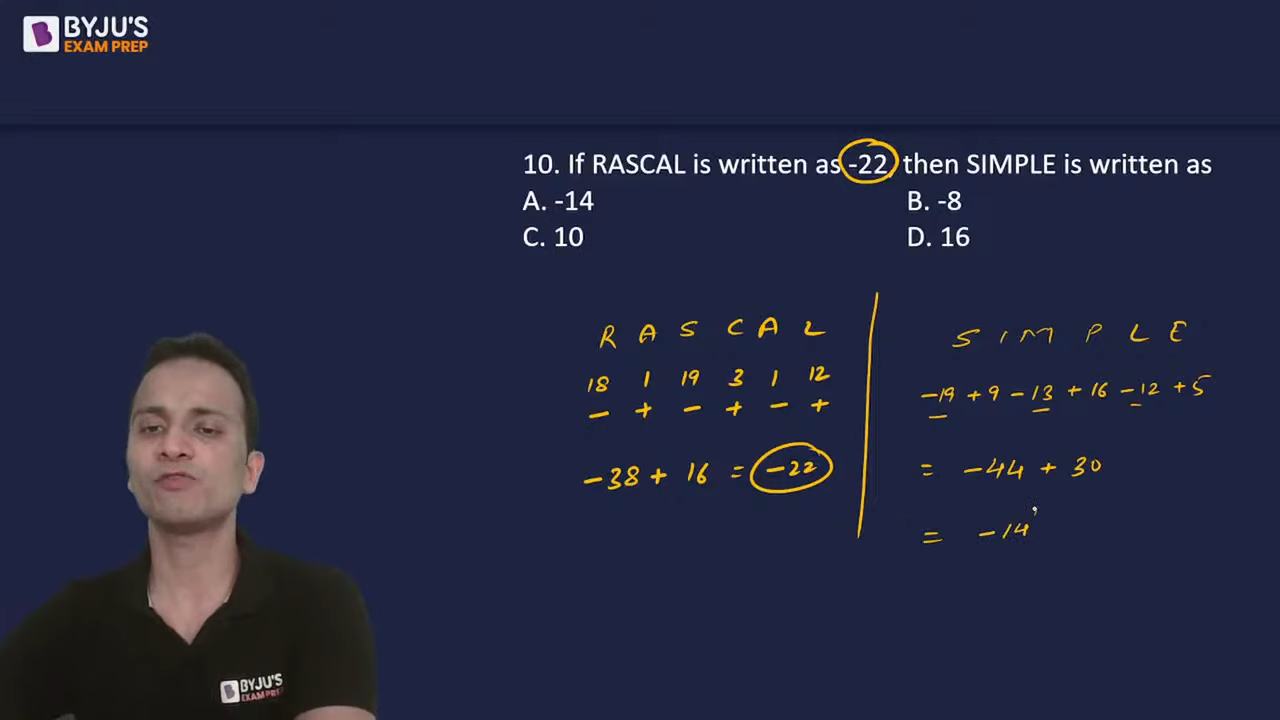 BYJU'S
EXAM PREP
10. If RASCAL is written as -22, then SIMPLE is written as
A. -14
B. -8
C. 10
D. 16
R A S C A L
18 1 19 3 1 12
- + - + - +
-38 + 16 = -22
S I M P L E
-19 +9 -13 +16 -12 +5
= -44 + 30
= -14
BYJU'S
EXAM PREP